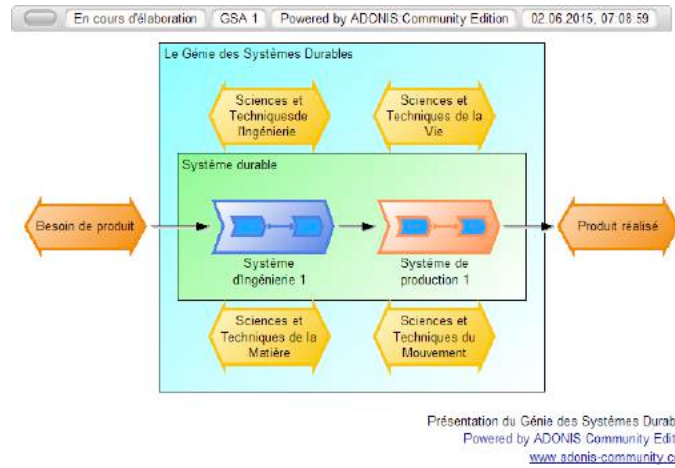 En cours d'élaboration GSA 1 Powered by ADONIS:Community Edition 02.06.2015, 07:08:59
Le Génie des Systèmes Durables
Sciences et
Techniquesde
l'Ingénierie
Sciences et
Techniques de la
Vie
Système durable
Besoin de produit
Produit réalisé
Système
d'Ingénierie 1
Système de
production 1
Sciences et
Techniques de la
Matière
Sciences et
Techniques du
Mouvement
Présentation du Génie des Systèmes Durab
Powered by ADONIS:Community Edit
www.adonis-community.c